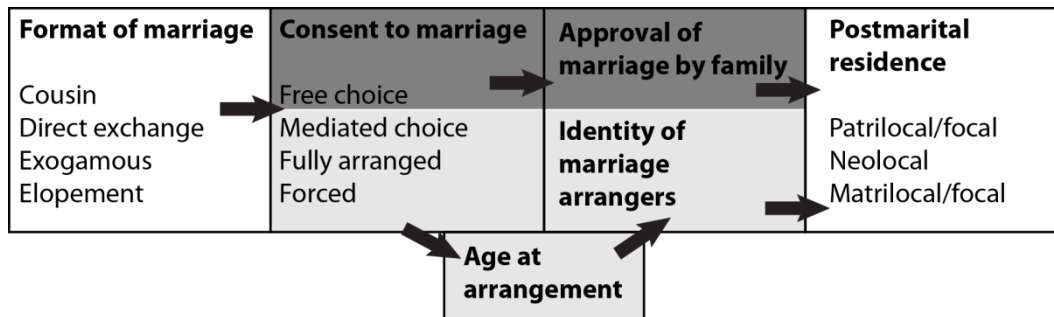 Format of marriage
Cousin
Direct exchange
Exogamous
Elopement
Consent to marriage
Free choice
Mediated choice
Fully arranged
Forced
Approval of
marriage by family
Identity of
marriage
arrangers
Age at
arrangement
Postmarital
residence
Patrilocal/focal
Neolocal
Matrilocal/focal